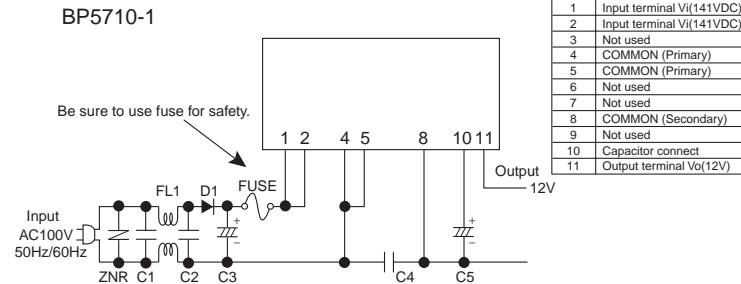 BP5710-1
1 Input terminal Vi(141VDC)
2 Input terminal Vi(141VDC)
3 Not used
4 COMMON (Primary)
5 COMMON (Primary)
6 Not used
7 Not used
8 COMMON (Secondary)
9 Not used
10 Capacitor connect
11 Output terminal Vo(12V)
Be sure to use fuse for safety.
1 2 4 5 8 10 11
Output
12V
FL1 D1 FUSE
Input
AC100V
50Hz/60Hz
+ +
− −
ZNR C1 C2 C3 C4 C5